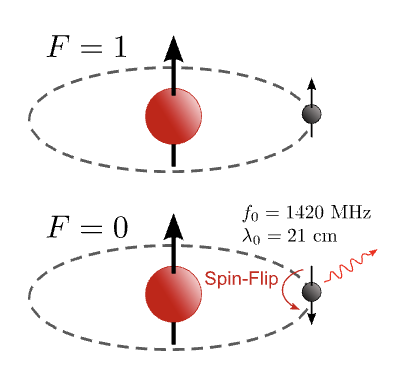 F = 1
F = 0
f₀ = 1420 MHz
λ₀ = 21 cm
Spin-Flip